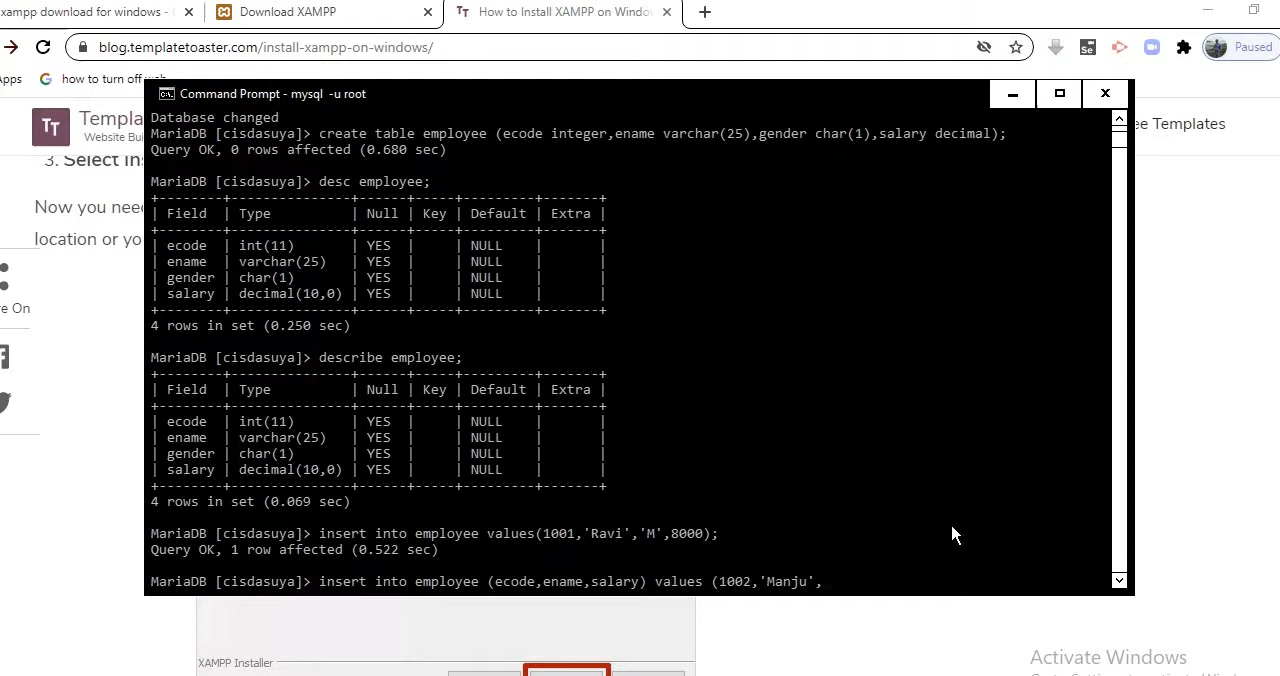 xampp download for windows -
Download XAMPP
How to Install XAMPP on Windo
blog.templatetoaster.com/install-xampp-on-windows/
Se
Paused
Apps
how to turn off web
Command Prompt - mysql -u root
TT
Templa
Website Bui
ee Templates
3. Select in
Now you nee
location or yo
re On
Database changed
MariaDB [cisdasuya]> create table employee (ecode integer,ename varchar(25),gender char(1),salary decimal);
Query OK, 0 rows affected (0.680 sec)
MariaDB [cisdasuya]> desc employee;
+--------+---------------+------+-----+---------+-------+
| Field | Type | Null | Key | Default | Extra |
+--------+---------------+------+-----+---------+-------+
| ecode | int(11) | YES | | NULL | |
| ename | varchar(25) | YES | | NULL | |
| gender | char(1) | YES | | NULL | |
| salary | decimal(10,0) | YES | | NULL | |
+--------+---------------+------+-----+---------+-------+
4 rows in set (0.250 sec)
MariaDB [cisdasuya]> describe employee;
+--------+---------------+------+-----+---------+-------+
| Field | Type | Null | Key | Default | Extra |
+--------+---------------+------+-----+---------+-------+
| ecode | int(11) | YES | | NULL | |
| ename | varchar(25) | YES | | NULL | |
| gender | char(1) | YES | | NULL | |
| salary | decimal(10,0) | YES | | NULL | |
+--------+---------------+------+-----+---------+-------+
4 rows in set (0.069 sec)
MariaDB [cisdasuya]> insert into employee values(1001,'Ravi','M',8000);
Query OK, 1 row affected (0.522 sec)
MariaDB [cisdasuya]> insert into employee (ecode,ename,salary) values (1002,'Manju',
XAMPP Installer
Activate Windows